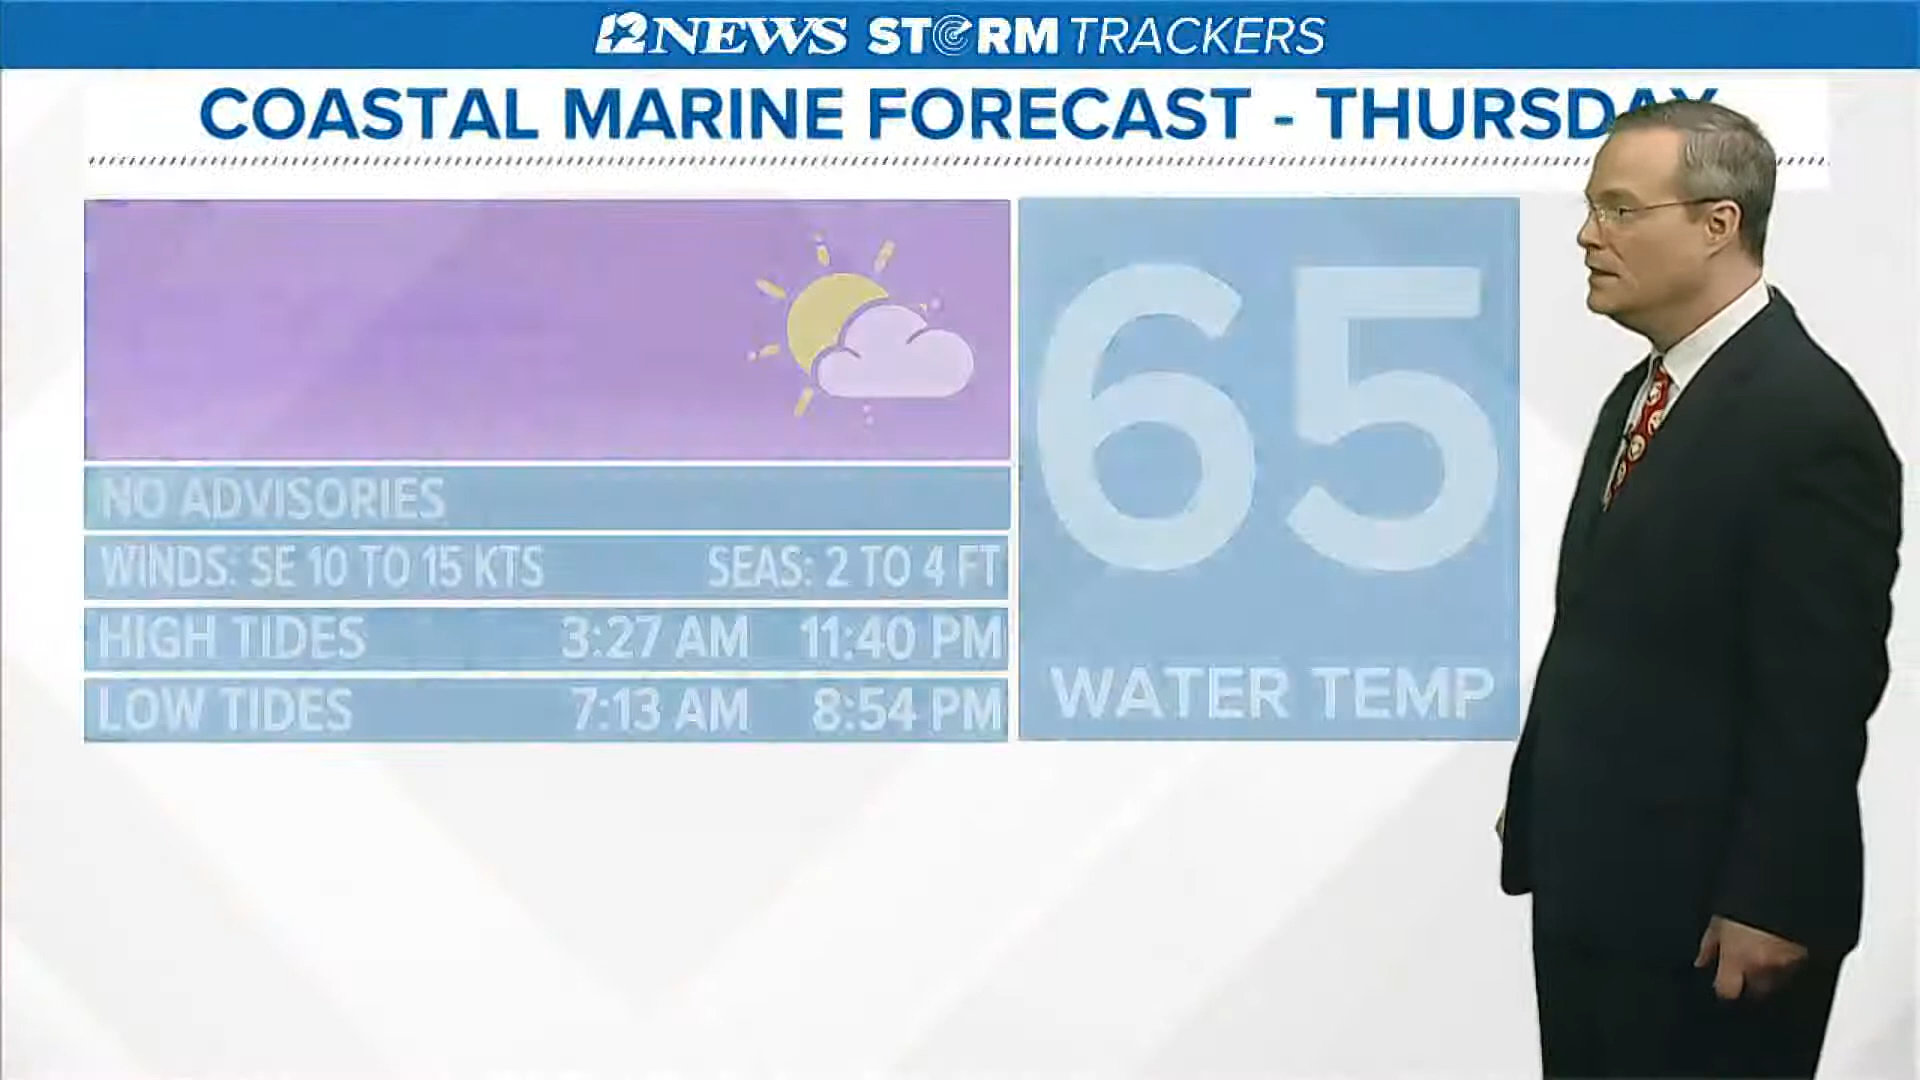 12NEWS STORM TRACKERS
COASTAL MARINE FORECAST - THURSDAY
NO ADVISORIES
WINDS: SE 10 TO 15 KTS SEAS: 2 TO 4 FT
HIGH TIDES 3:27 AM 11:40 PM
LOW TIDES 7:13 AM 8:54 PM
65
WATER TEMP